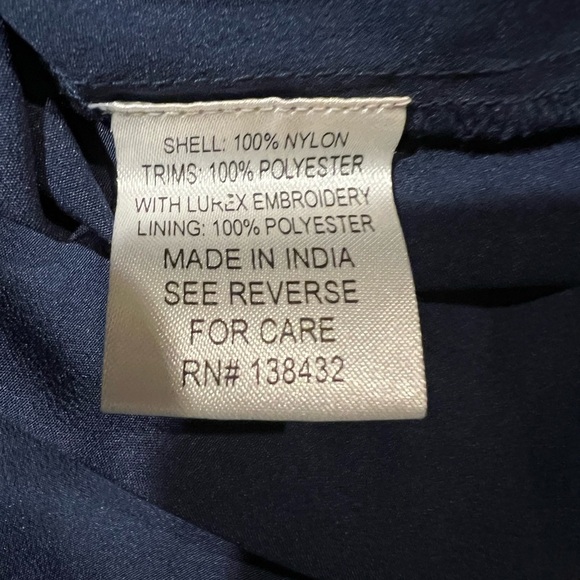 SHELL: 100% NYLON
TRIMS: 100% POLYESTER
WITH LUREX EMBROIDERY
LINING: 100% POLYESTER
MADE IN INDIA
SEE REVERSE
FOR CARE
RN# 138432